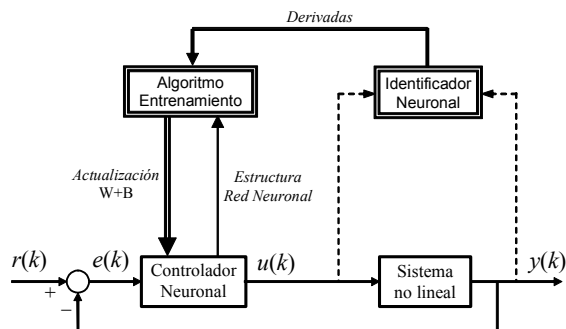 Derivadas
Algoritmo
Entrenamiento
Identificador
Neuronal
Actualización
W+B
Estructura
Red Neuronal
r(k)
+
−
e(k)
Controlador
Neuronal
u(k)
Sistema
no lineal
y(k)